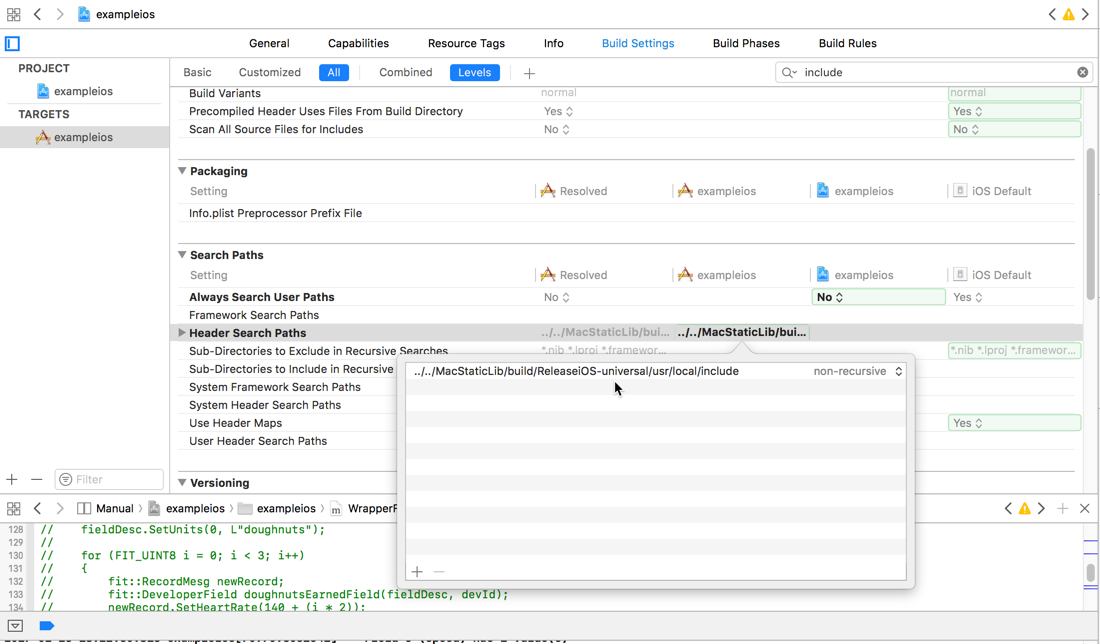 exampleios
General Capabilities Resource Tags Info Build Settings Build Phases Build Rules
PROJECT
exampleios
TARGETS
exampleios
Filter
Basic Customized All Combined Levels include
Build Variants normal normal
Precompiled Header Uses Files From Build Directory Yes Yes
Scan All Source Files for Includes No No
Packaging
Setting Resolved exampleios exampleios iOS Default
Info.plist Preprocessor Prefix File
Search Paths
Setting Resolved exampleios exampleios iOS Default
Always Search User Paths No No Yes
Framework Search Paths
Header Search Paths ../../MacStaticLib/bui... ../../MacStaticLib/bui...
Sub-Directories to Exclude in Recursive Searches *.nib *.lproj *.framewor... *.nib *.lproj *.framewor...
Sub-Directories to Include in Recursive
System Framework Search Paths
System Header Search Paths
Use Header Maps Yes
User Header Search Paths
Versioning
../../MacStaticLib/build/ReleaseiOS-universal/usr/local/include non-recursive
Manual exampleios exampleios m WrapperF
128 // fieldDesc.SetUnits(0, L"doughnuts");
129 //
130 // for (FIT_UINT8 i = 0; i < 3; i++)
131 // {
132 // fit::RecordMesg newRecord;
133 // fit::DeveloperField doughnutsEarnedField(fieldDesc, devId);
134 // newRecord.SetHeartRate(140 + (i * 2));